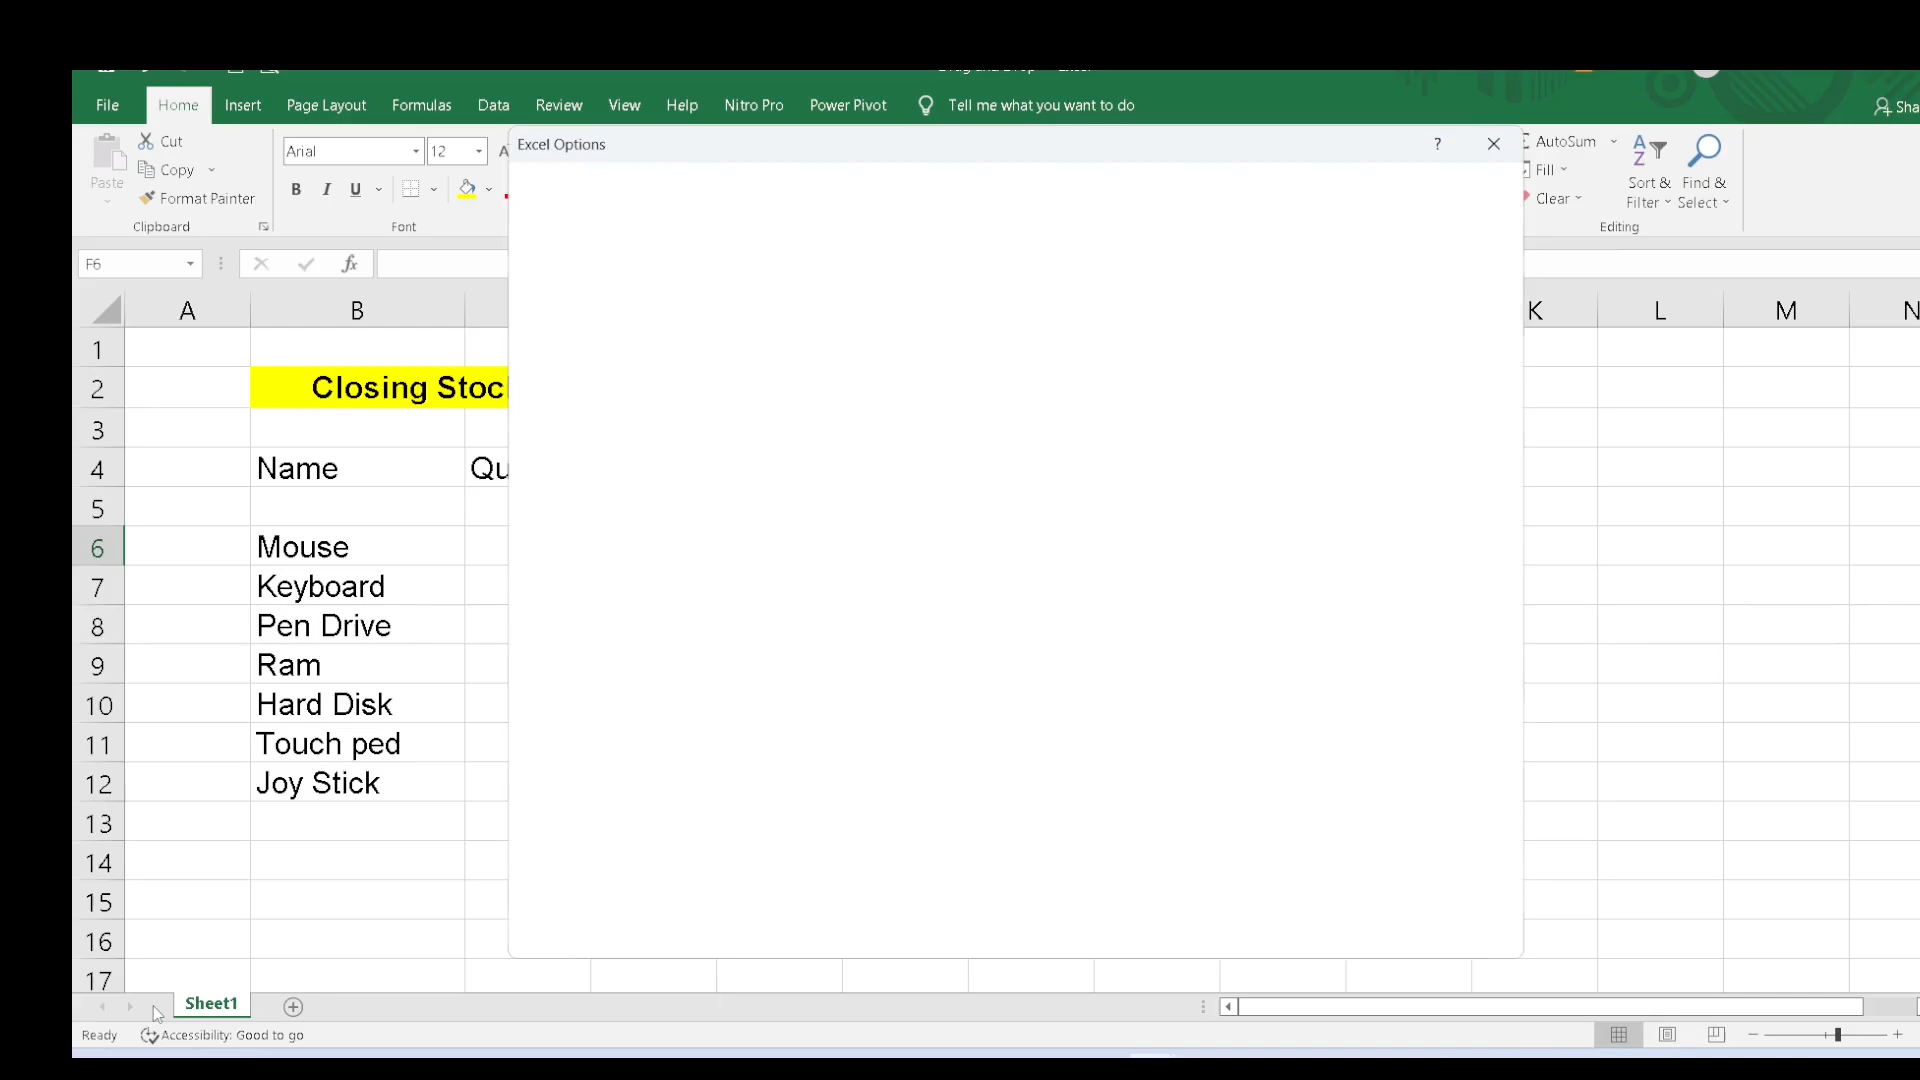 File Home Insert Page Layout Formulas Data Review View Help Nitro Pro Power Pivot Tell me what you want to do
Cut
Copy
Format Painter
Paste
Clipboard
Arial 12
B I U
Font
Excel Options
?
AutoSum
Fill
Clear
Sort & Filter
Find & Select
Editing
F6
fx
A B K L M N
1
2 Closing
3
4 Name
5
6 Mouse
7 Keyboard
8 Pen Drive
9 Ram
10 Hard Disk
11 Touch ped
12 Joy Stick
13
14
15
16
17
Sheet1
Ready Accessibility: Good to go